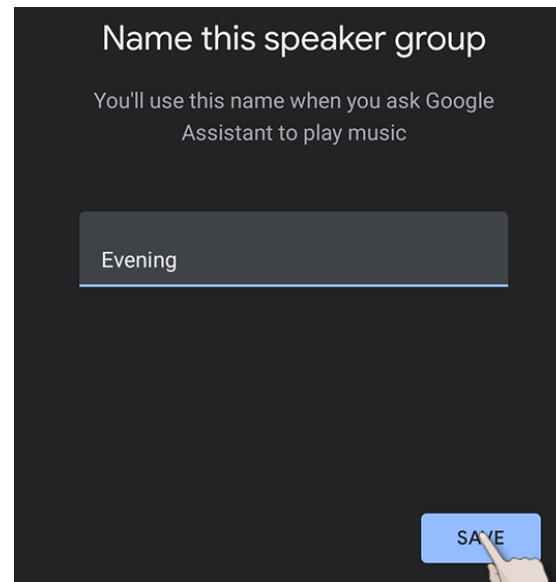 Name this speaker group
You'll use this name when you ask Google
Assistant to play music
Evening
SAVE